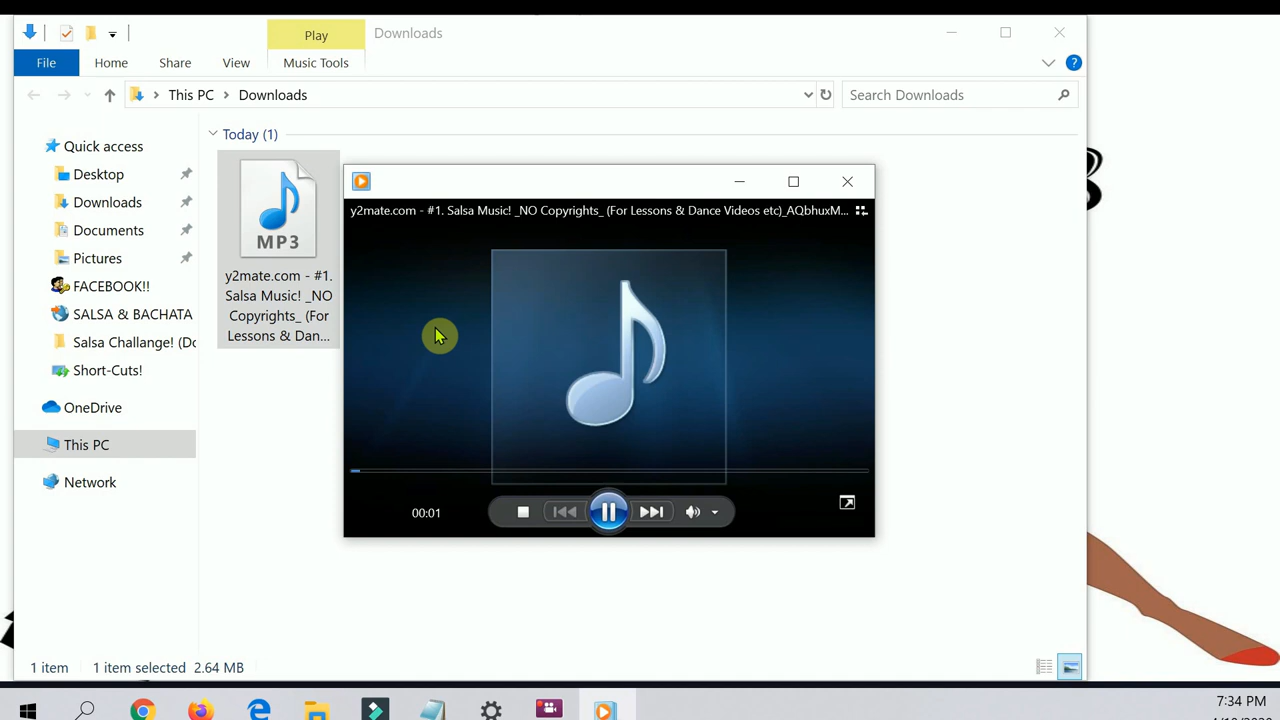 Play
Downloads
File
Home
Share
View
Music Tools
This PC
Downloads
Search Downloads
Quick access
Desktop
Downloads
Documents
Pictures
FACEBOOK!!
SALSA & BACHATA
Salsa Challange! (Do
Short-Cuts!
OneDrive
This PC
Network
Today (1)
MP3
y2mate.com - #1.
Salsa Music! _NO
Copyrights_ (For
Lessons & Dan...
y2mate.com - #1. Salsa Music! _NO Copyrights_ (For Lessons & Dance Videos etc)_AQbhuxM...
00:01
1 item
1 item selected
2.64 MB
7:34 PM